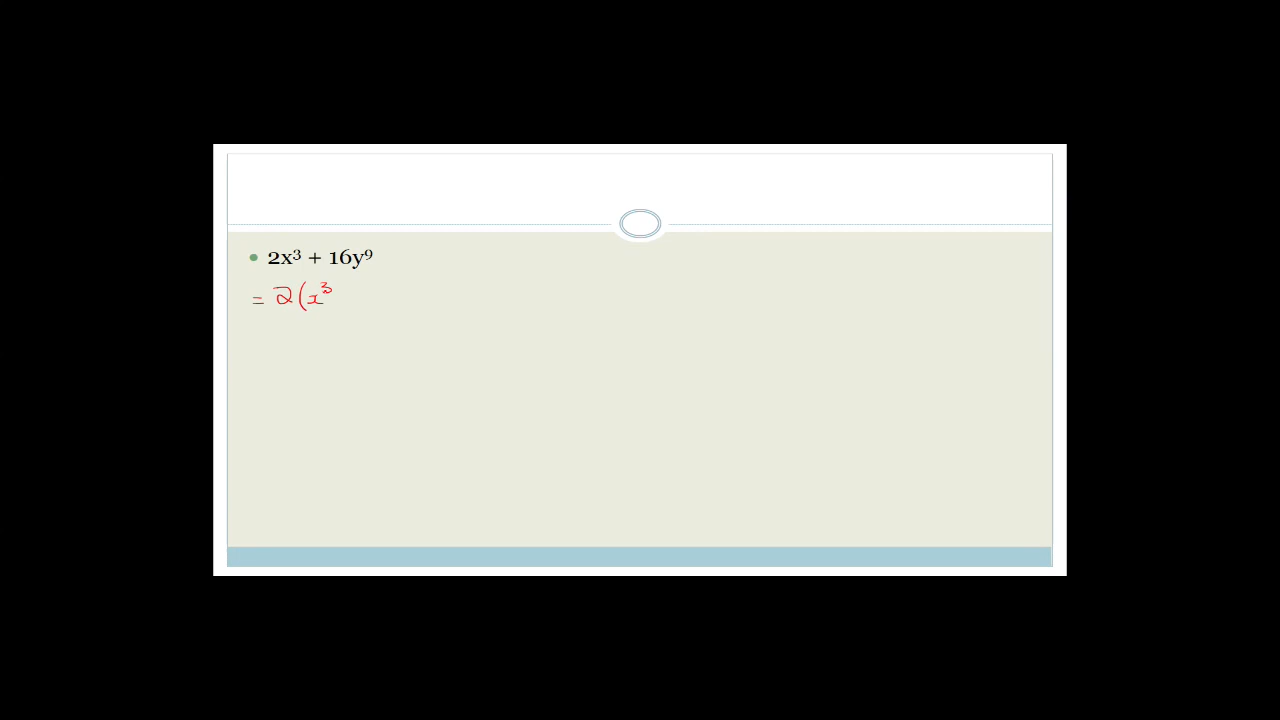 2x³ + 16y⁹
= 2(x³